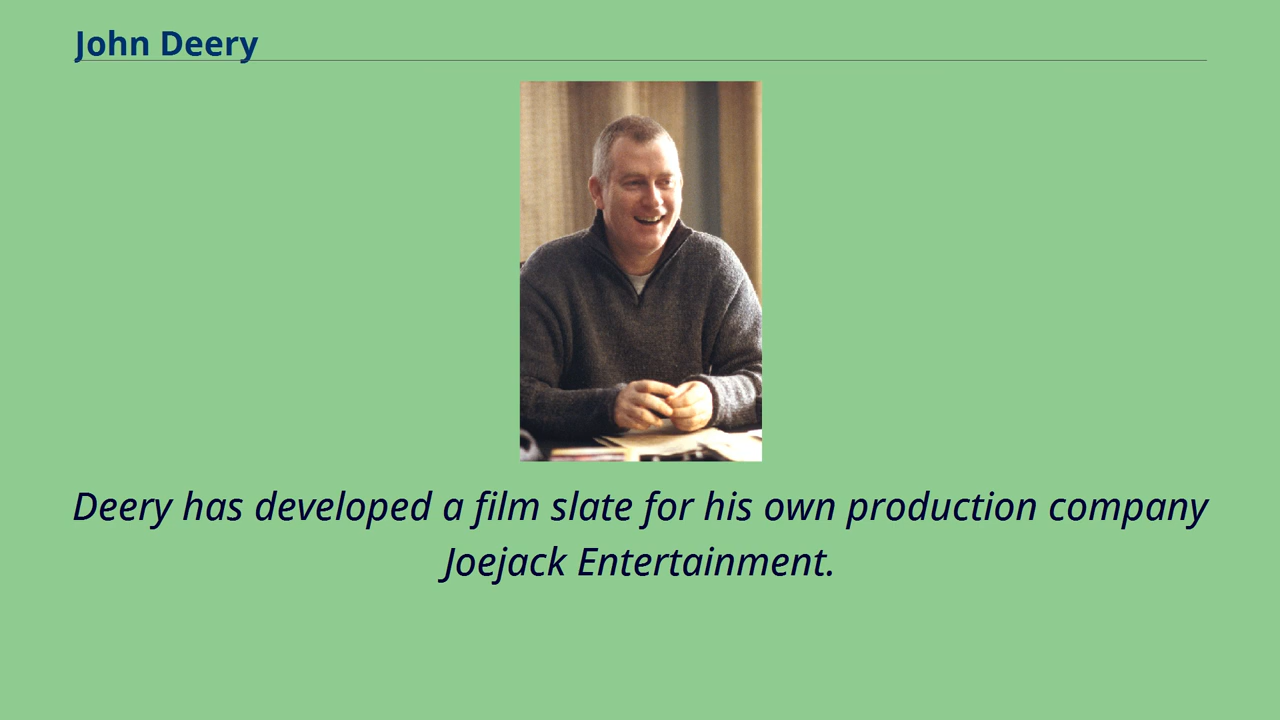 John Deery
Deery has developed a film slate for his own production company
Joejack Entertainment.